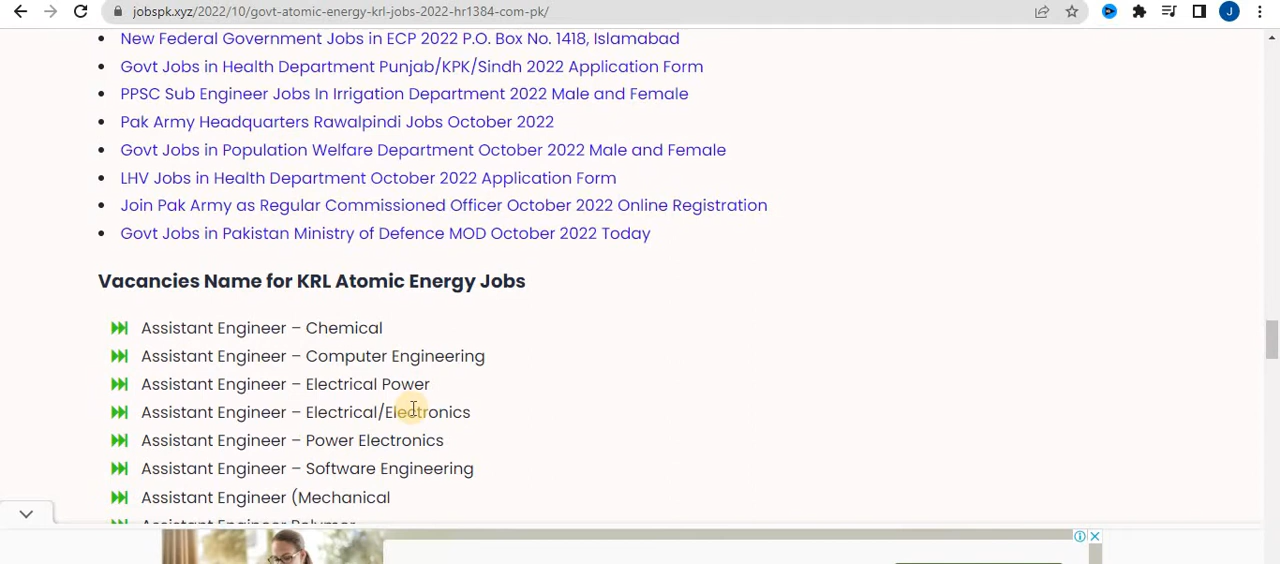 jobspk.xyz/2022/10/govt-atomic-energy-krl-jobs-2022-hr1384-com-pk/
J
New Federal Government Jobs in ECP 2022 P.O. Box No. 1418, Islamabad
Govt Jobs in Health Department Punjab/KPK/Sindh 2022 Application Form
PPSC Sub Engineer Jobs In Irrigation Department 2022 Male and Female
Pak Army Headquarters Rawalpindi Jobs October 2022
Govt Jobs in Population Welfare Department October 2022 Male and Female
LHV Jobs in Health Department October 2022 Application Form
Join Pak Army as Regular Commissioned Officer October 2022 Online Registration
Govt Jobs in Pakistan Ministry of Defence MOD October 2022 Today
Vacancies Name for KRL Atomic Energy Jobs
Assistant Engineer – Chemical
Assistant Engineer – Computer Engineering
Assistant Engineer – Electrical Power
Assistant Engineer – Electrical/Electronics
Assistant Engineer – Power Electronics
Assistant Engineer – Software Engineering
Assistant Engineer (Mechanical
Assistant Engineer Polymer